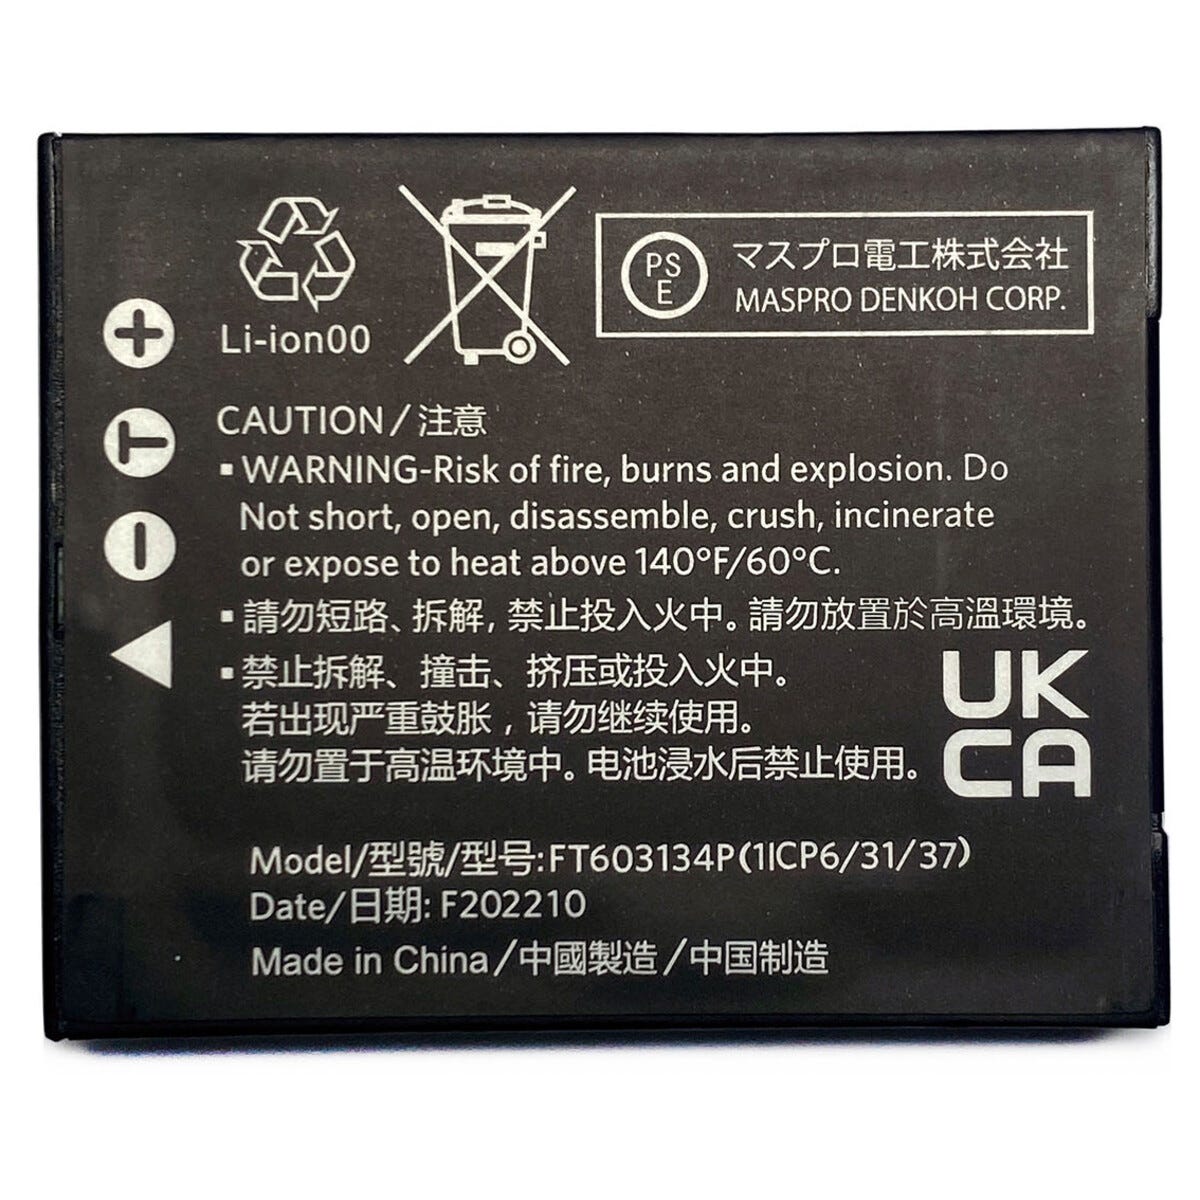 Li-ion00
PS
E
マスプロ電工株式会社
MASPRO DENKOH CORP.
+
T
−
CAUTION/注意
▪WARNING-Risk of fire, burns and explosion. Do
Not short, open, disassemble, crush, incinerate
or expose to heat above 140°F/60°C.
▪請勿短路、拆解, 禁止投入火中。請勿放置於高溫環境。
▪禁止拆解、撞击、挤压或投入火中。
若出现严重鼓胀，请勿继续使用。
请勿置于高温环境中。电池浸水后禁止使用。
UK
CA
Model/型號/型号:FT603134P(1ICP6/31/37)
Date/日期: F202210
Made in China/中國製造/中国制造